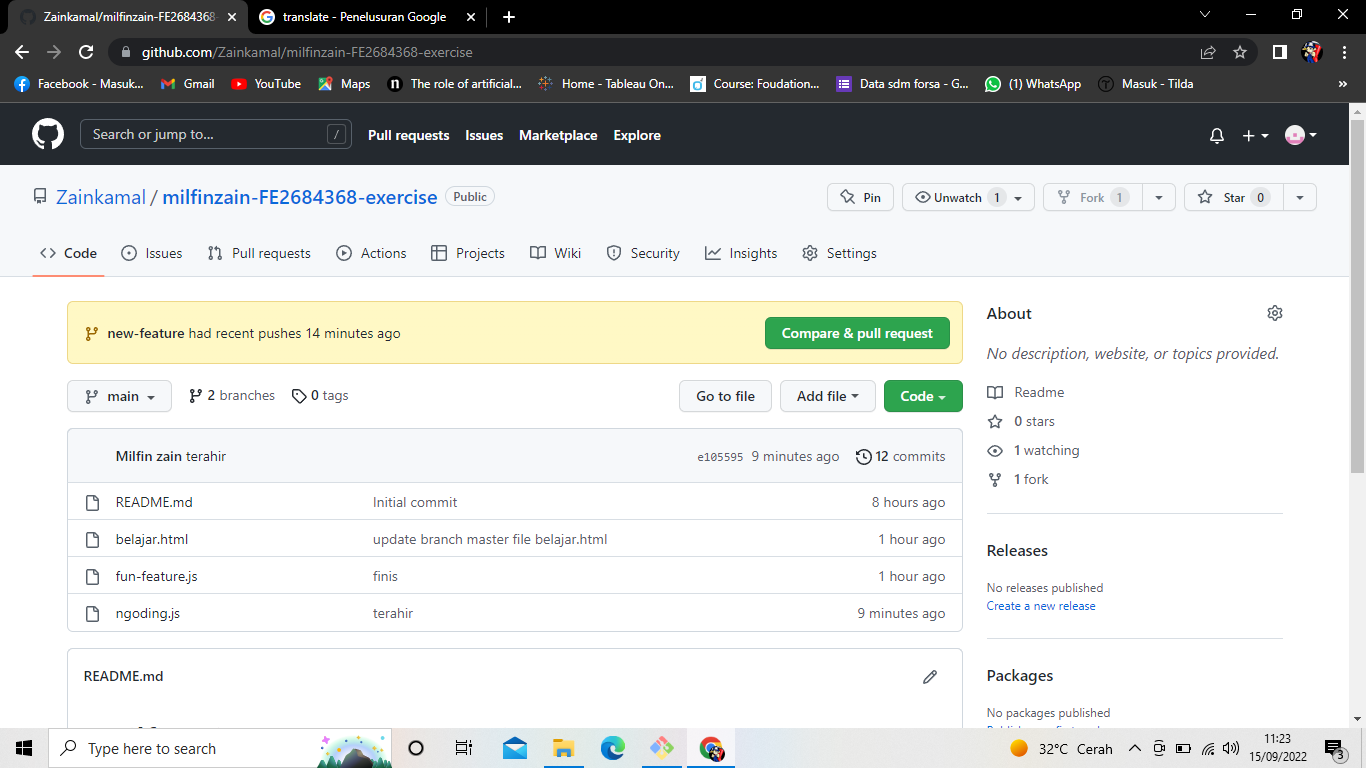 Zainkamal/milfinzain-FE2684368-
translate - Penelusuran Google
github.com/Zainkamal/milfinzain-FE2684368-exercise
Facebook - Masuk... Gmail YouTube Maps The role of artificial... Home - Tableau On... Course: Foudation... Data sdm forsa - G... (1) WhatsApp Masuk - Tilda »
Search or jump to... / Pull requests Issues Marketplace Explore
Zainkamal / milfinzain-FE2684368-exercise Public Pin Unwatch 1 Fork 1 Star 0
Code Issues Pull requests Actions Projects Wiki Security Insights Settings
new-feature had recent pushes 14 minutes ago Compare & pull request
main 2 branches 0 tags Go to file Add file Code
Milfin zain terahir e105595 9 minutes ago 12 commits
README.md Initial commit 8 hours ago
belajar.html update branch master file belajar.html 1 hour ago
fun-feature.js finis 1 hour ago
ngoding.js terahir 9 minutes ago
README.md
About
No description, website, or topics provided.
Readme
0 stars
1 watching
1 fork
Releases
No releases published
Create a new release
Packages
No packages published
Type here to search
32°C Cerah
11:23
15/09/2022
3